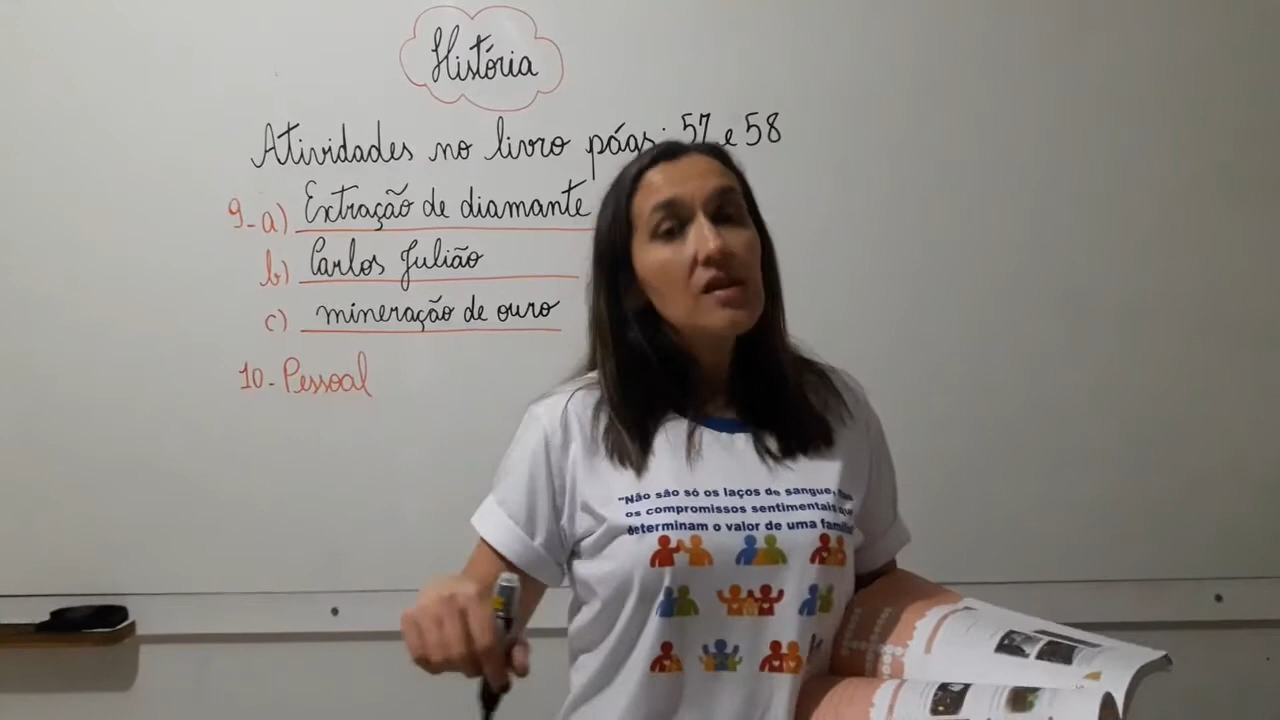 História
Atividades no livro págs: 57 e 58
9-a) Extração de diamante
b) Carlos Julião
c) mineração de ouro
10- Pessoal
"Não são só os laços de sangue,
os compromissos sentimentais que
determinam o valor de uma família